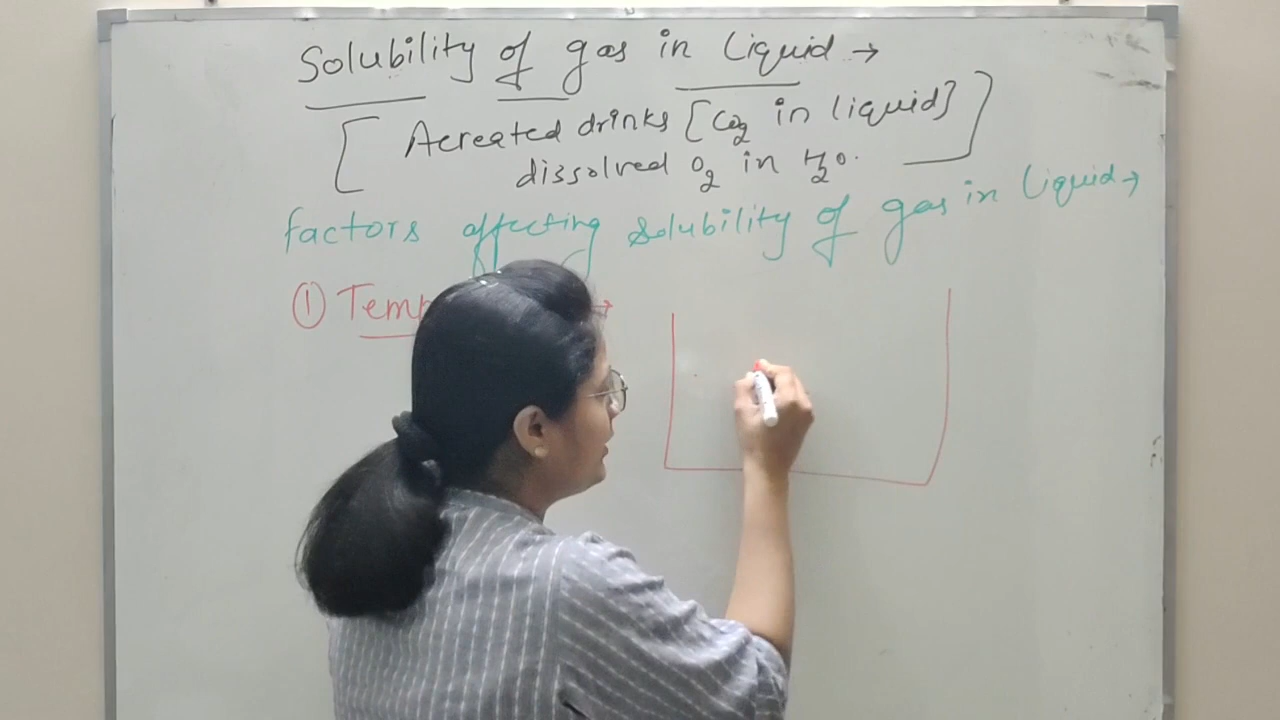 Solubility of gas in liquid →
[ Aereated drinks [CO2 in liquid]
dissolved O2 in H2O. ]
factors affecting solubility of gas in liquid →
① Temp →